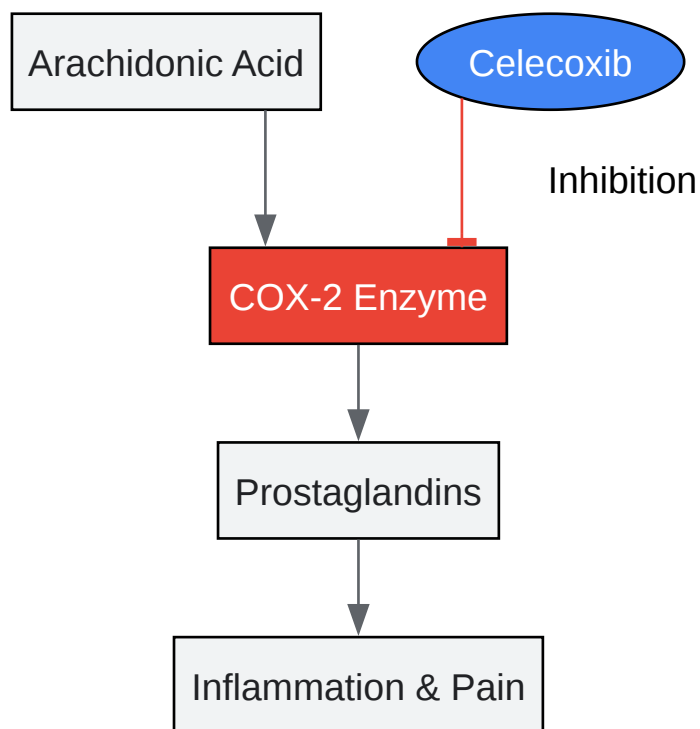 Arachidonic Acid
Celecoxib
Inhibition
COX-2 Enzyme
Prostaglandins
Inflammation & Pain